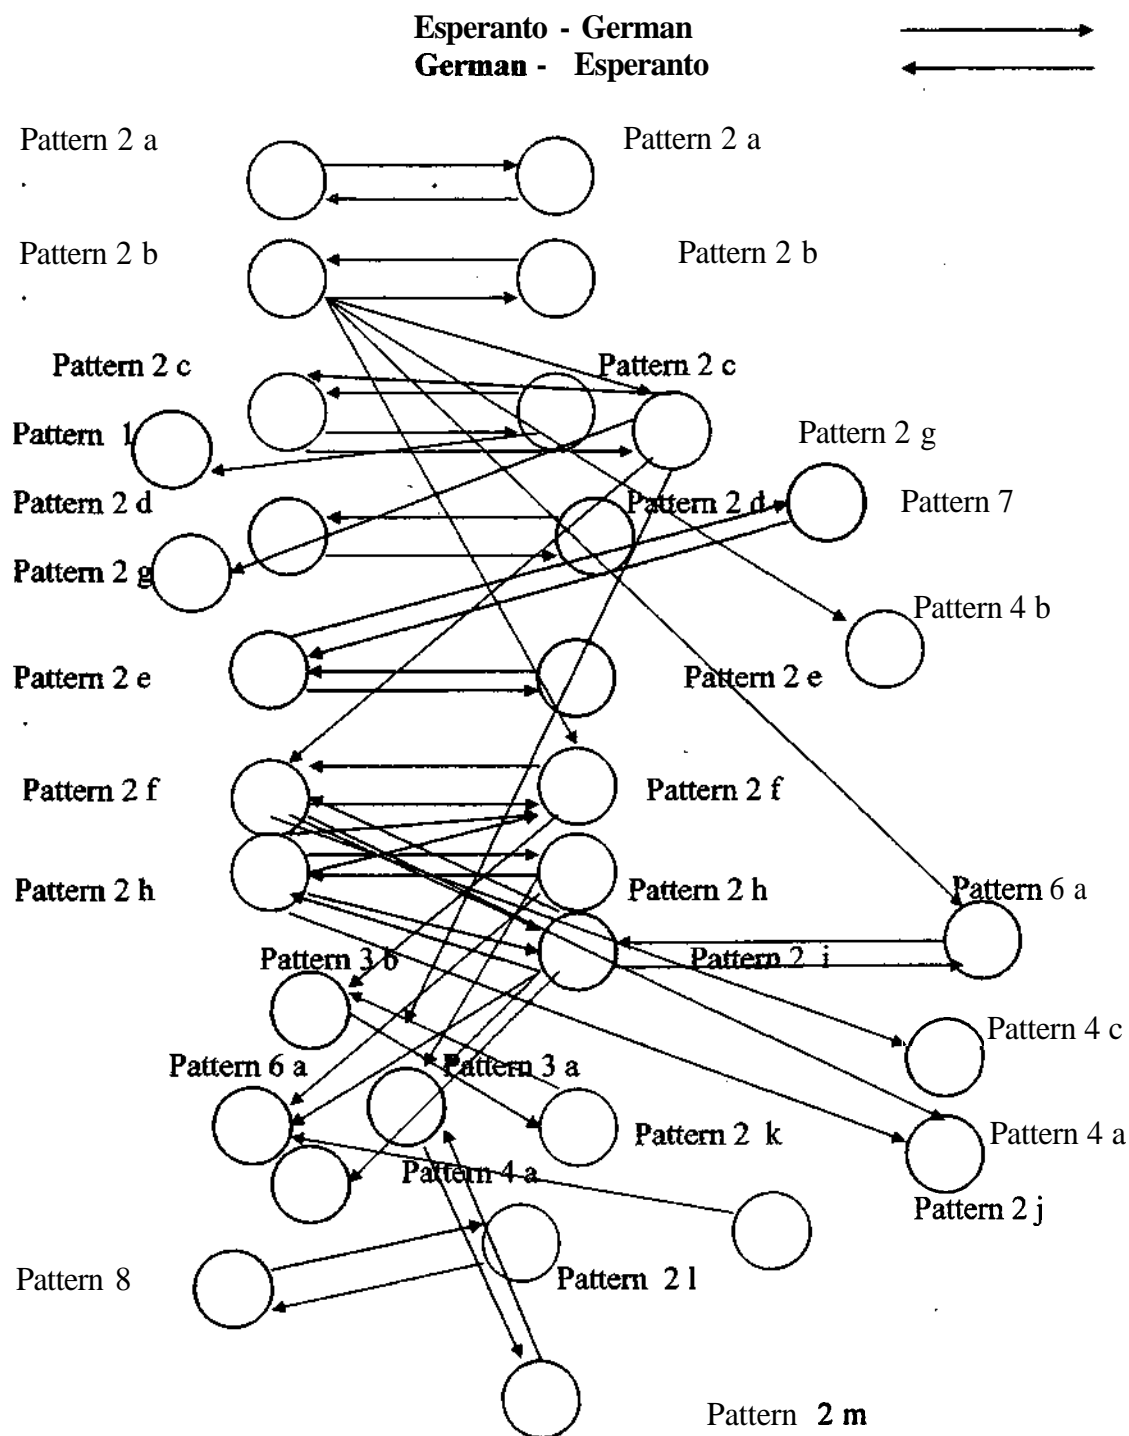 Esperanto - German
German - Esperanto
Pattern 2 a
Pattern 2 a
Pattern 2 b
Pattern 2 b
Pattern 2 c
Pattern 2 c
Pattern 1
Pattern 2 g
Pattern 2 d
Pattern 2 d
Pattern 7
Pattern 2 g
Pattern 4 b
Pattern 2 e
Pattern 2 e
Pattern 2 f
Pattern 2 f
Pattern 2 h
Pattern 2 h
Pattern 6 a
Pattern 3 b
Pattern 2 i
Pattern 4 c
Pattern 6 a
Pattern 3 a
Pattern 2 k
Pattern 4 a
Pattern 4 a
Pattern 2 j
Pattern 8
Pattern 2 l
Pattern 2 m